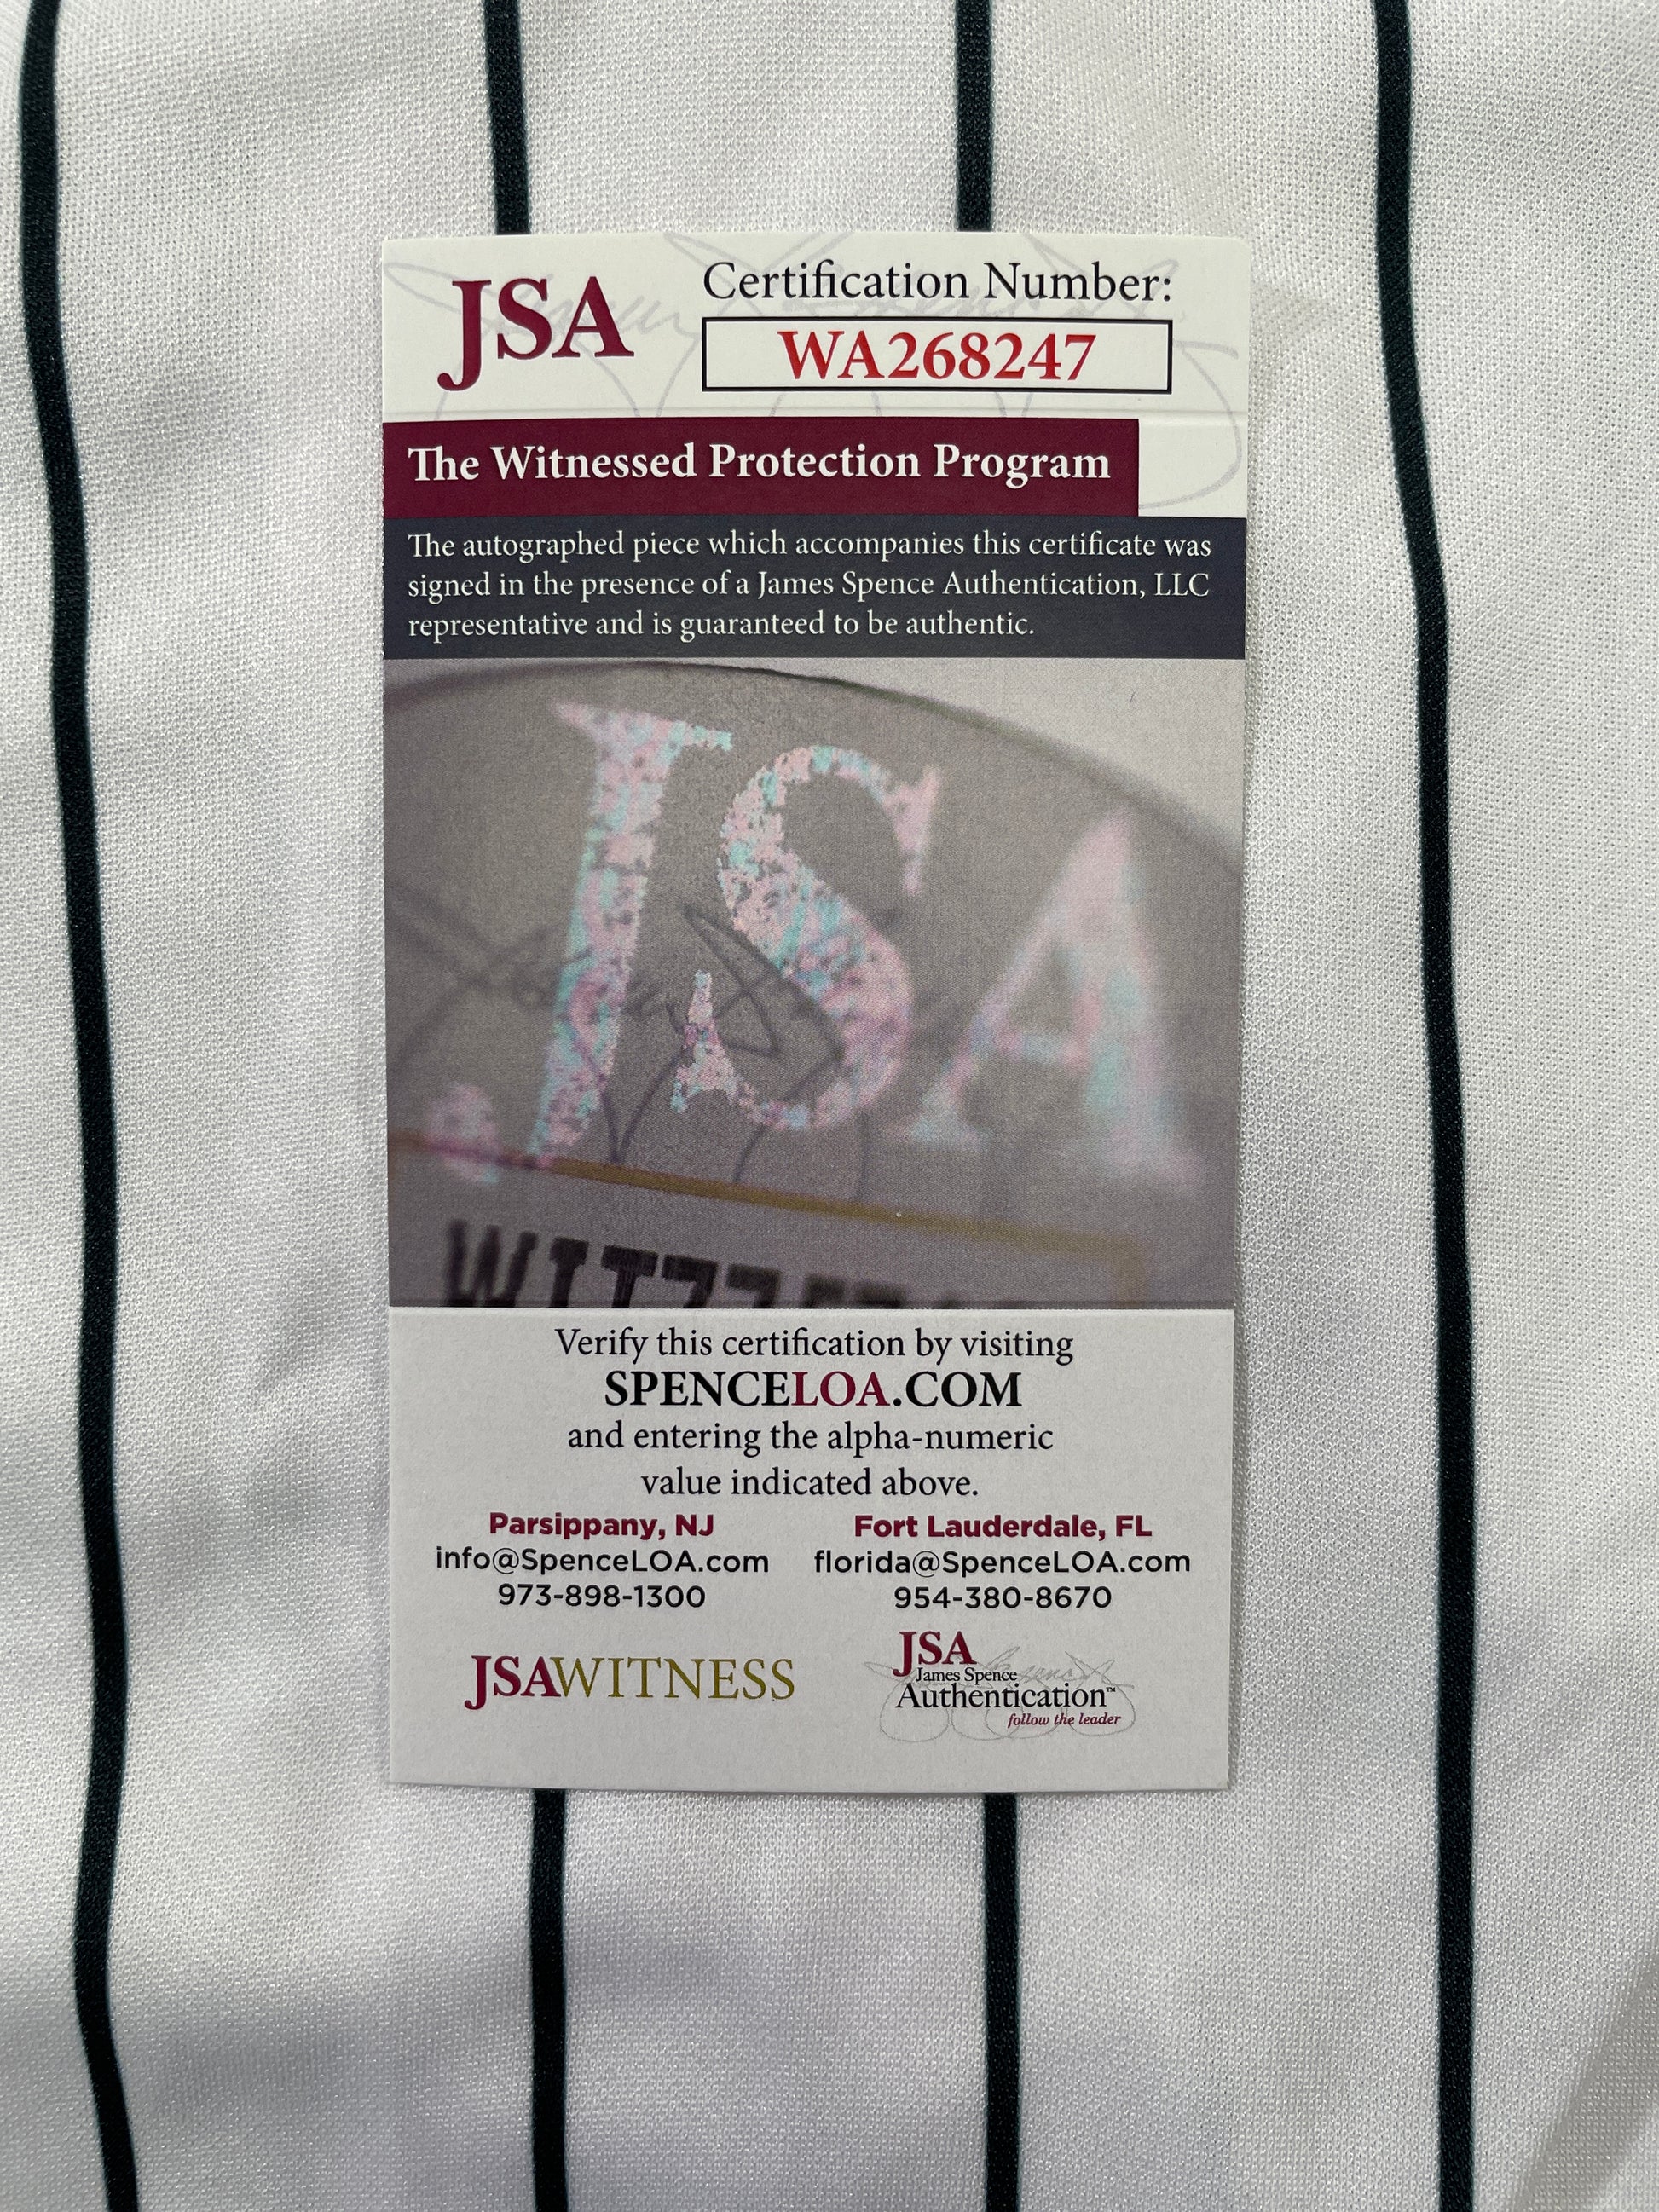 JSA
Certification Number:
WA268247
The Witnessed Protection Program
The autographed piece which accompanies this certificate was
signed in the presence of a James Spence Authentication, LLC
representative and is guaranteed to be authentic.
JSA
Verify this certification by visiting
SPENCELOA.COM
and entering the alpha-numeric
value indicated above.
Parsippany, NJ
info@SpenceLOA.com
973-898-1300
Fort Lauderdale, FL
florida@SpenceLOA.com
954-380-8670
JSAWITNESS
JSA
James Spence
Authentication™
follow the leader